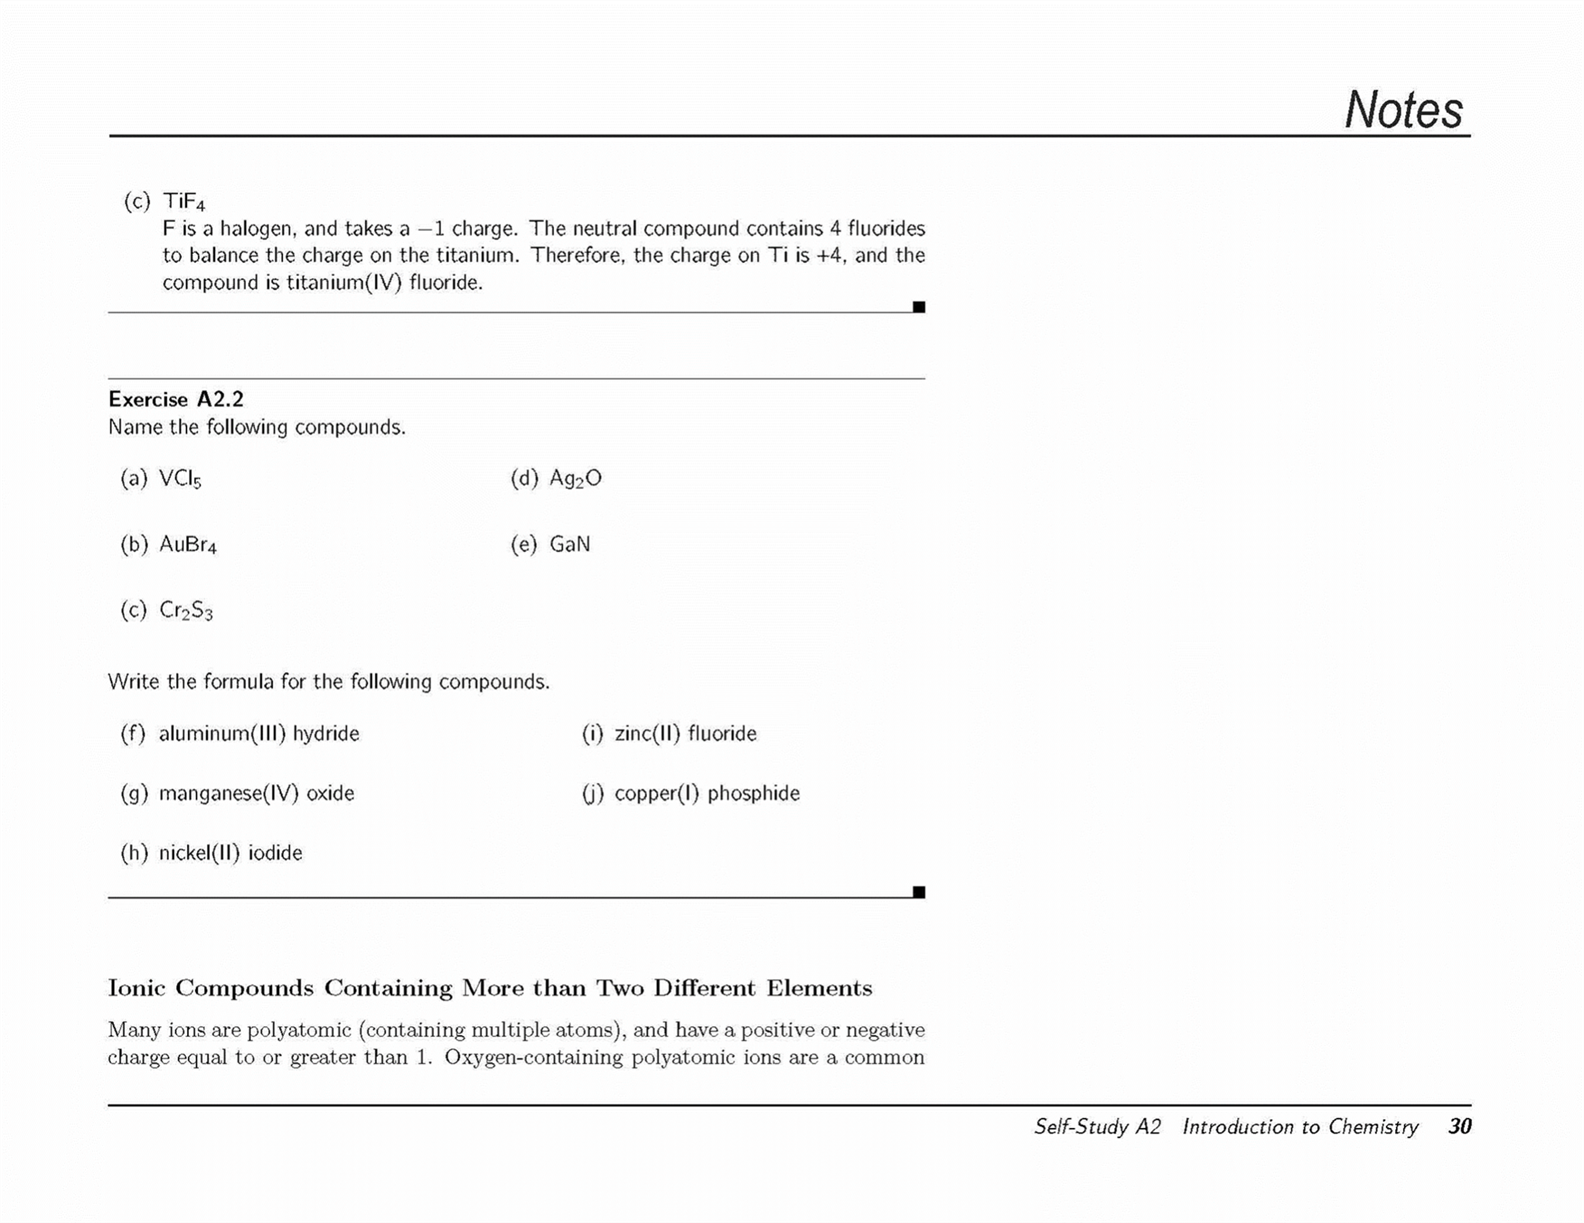 Notes
(c) TiF₄
F is a halogen, and takes a −1 charge. The neutral compound contains 4 fluorides
to balance the charge on the titanium. Therefore, the charge on Ti is +4, and the
compound is titanium(IV) fluoride.
Exercise A2.2
Name the following compounds.
(a) VCl₅
(d) Ag₂O
(b) AuBr₄
(e) GaN
(c) Cr₂S₃
Write the formula for the following compounds.
(f) aluminum(III) hydride
(i) zinc(II) fluoride
(g) manganese(IV) oxide
(j) copper(I) phosphide
(h) nickel(II) iodide
Ionic Compounds Containing More than Two Different Elements
Many ions are polyatomic (containing multiple atoms), and have a positive or negative
charge equal to or greater than 1. Oxygen-containing polyatomic ions are a common
Self-Study A2 Introduction to Chemistry 30